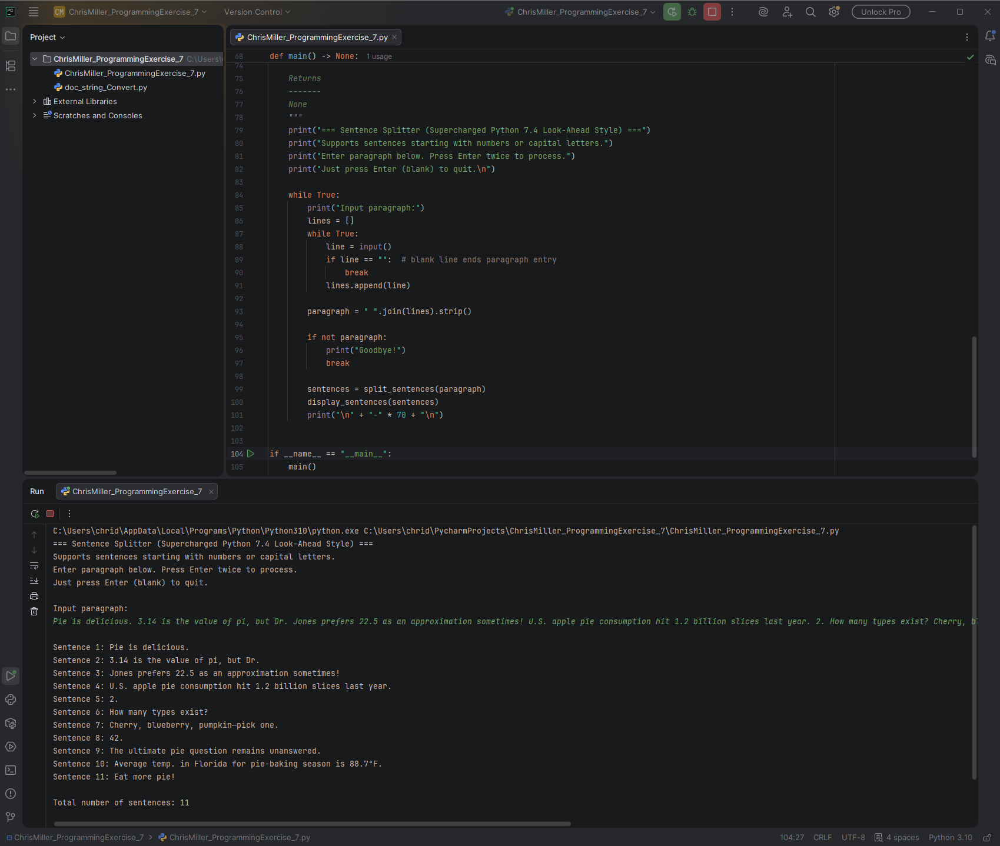 PC
CM ChrisMiller_ProgrammingExercise_7 Version Control ChrisMiller_ProgrammingExercise_7 Unlock Pro
Project
ChrisMiller_ProgrammingExercise_7 C:\Users\
ChrisMiller_ProgrammingExercise_7.py
doc_string_Convert.py
External Libraries
Scratches and Consoles
ChrisMiller_ProgrammingExercise_7.py
68 def main() -> None: 1 usage
74
75 Returns
76 -------
77 None
78 """
79 print("=== Sentence Splitter (Supercharged Python 7.4 Look-Ahead Style) ===")
80 print("Supports sentences starting with numbers or capital letters.")
81 print("Enter paragraph below. Press Enter twice to process.")
82 print("Just press Enter (blank) to quit.\n")
83
84 while True:
85 print("Input paragraph:")
86 lines = []
87 while True:
88 line = input()
89 if line == "": # blank line ends paragraph entry
90 break
91 lines.append(line)
92
93 paragraph = " ".join(lines).strip()
94
95 if not paragraph:
96 print("Goodbye!")
97 break
98
99 sentences = split_sentences(paragraph)
100 display_sentences(sentences)
101 print("\n" + "-" * 70 + "\n")
102
103
104 if __name__ == "__main__":
105 main()
Run ChrisMiller_ProgrammingExercise_7
C:\Users\chrid\AppData\Local\Programs\Python\Python310\python.exe C:\Users\chrid\PycharmProjects\ChrisMiller_ProgrammingExercise_7\ChrisMiller_ProgrammingExercise_7.py
=== Sentence Splitter (Supercharged Python 7.4 Look-Ahead Style) ===
Supports sentences starting with numbers or capital letters.
Enter paragraph below. Press Enter twice to process.
Just press Enter (blank) to quit.
Input paragraph:
Pie is delicious. 3.14 is the value of pi, but Dr. Jones prefers 22.5 as an approximation sometimes! U.S. apple pie consumption hit 1.2 billion slices last year. 2. How many types exist? Cherry, bl
Sentence 1: Pie is delicious.
Sentence 2: 3.14 is the value of pi, but Dr.
Sentence 3: Jones prefers 22.5 as an approximation sometimes!
Sentence 4: U.S. apple pie consumption hit 1.2 billion slices last year.
Sentence 5: 2.
Sentence 6: How many types exist?
Sentence 7: Cherry, blueberry, pumpkin—pick one.
Sentence 8: 42.
Sentence 9: The ultimate pie question remains unanswered.
Sentence 10: Average temp. in Florida for pie-baking season is 88.7°F.
Sentence 11: Eat more pie!
Total number of sentences: 11
ChrisMiller_ProgrammingExercise_7 > ChrisMiller_ProgrammingExercise_7.py 104:27 CRLF UTF-8 4 spaces Python 3.10